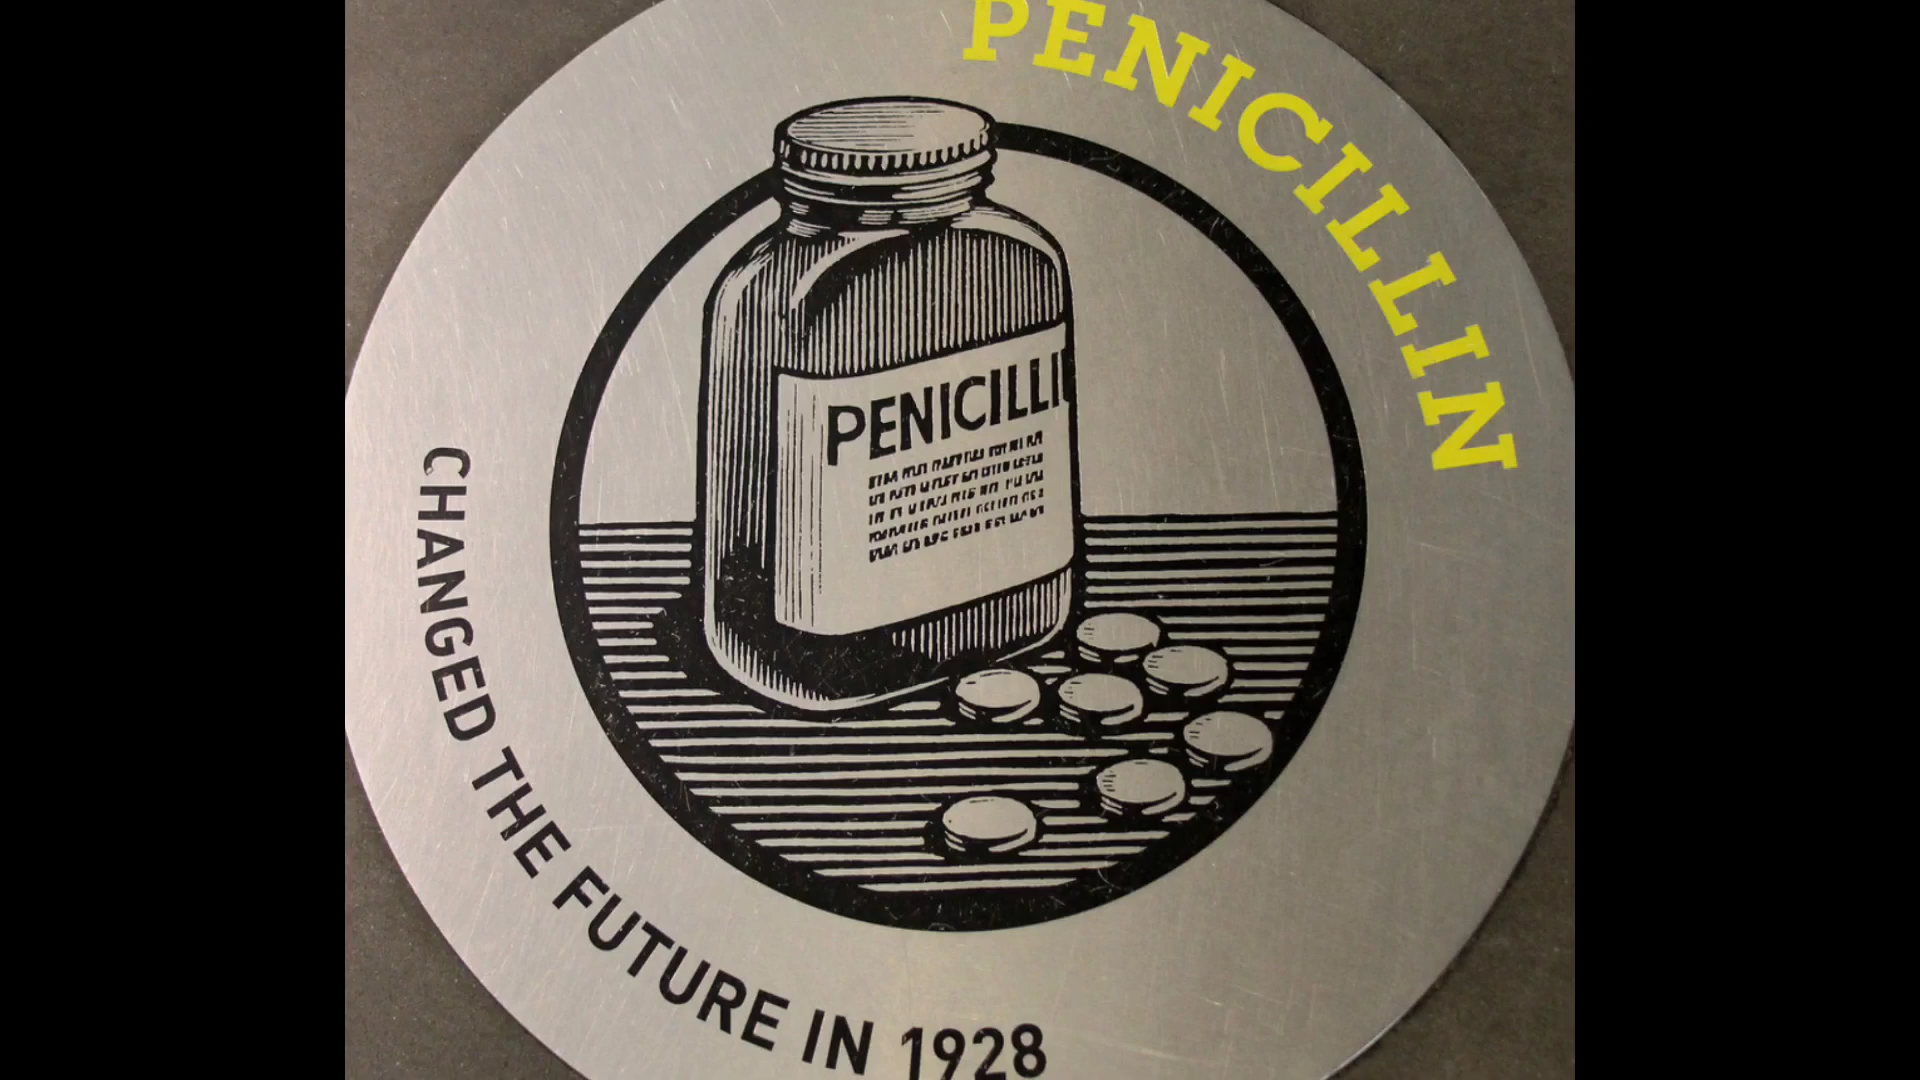 PENICILLIN
PENICILLI
CHANGED THE FUTURE IN 1928